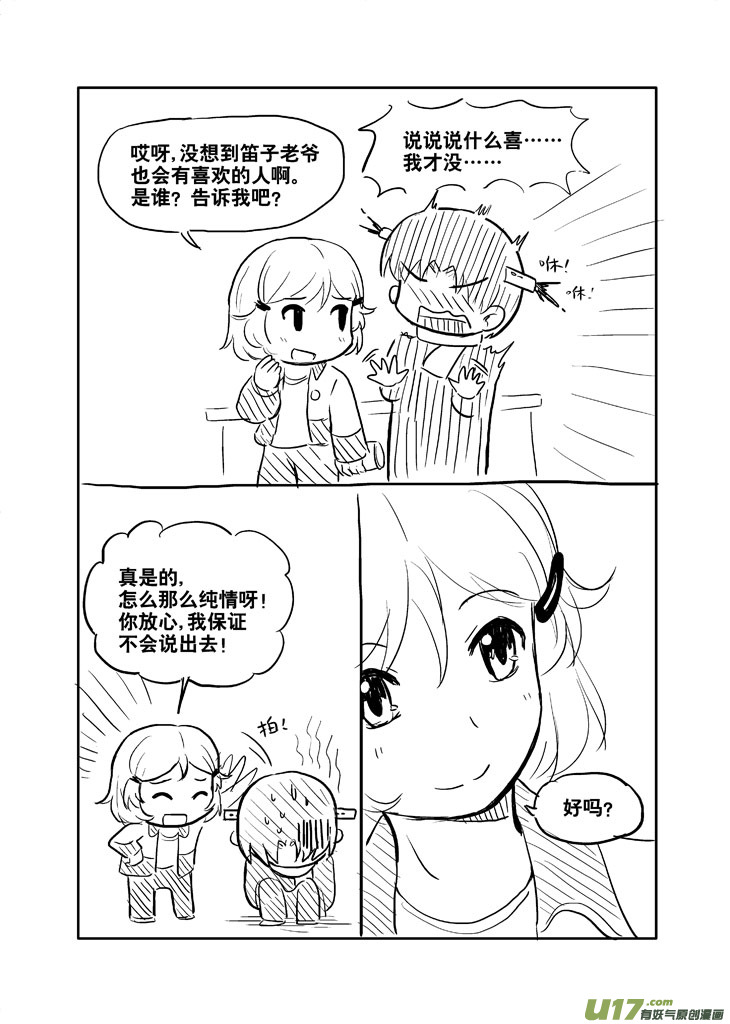 哎呀,没想到笛子老爷
也会有喜欢的人啊。
是谁? 告诉我吧?
说说说什么喜……
我才没……
咻!
咻!
真是的,
怎么那么纯情呀!
你放心,我保证
不会说出去!
拍!
好吗?
U17.com
有妖气原创漫画